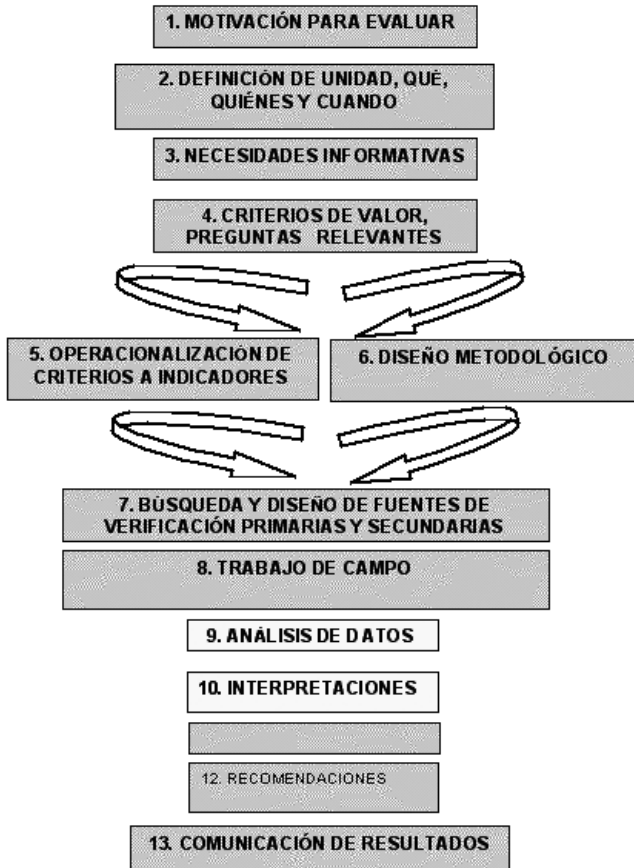 1. MOTIVACIÓN PARA EVALUAR
2. DEFINICIÓN DE UNIDAD, QUÉ,
QUIÉNES Y CUANDO
3. NECESIDADES INFORMATIVAS
4. CRITERIOS DE VALOR,
PREGUNTAS RELEVANTES
5. OPERACIONALIZACIÓN DE
CRITERIOS A INDICADORES
6. DISEÑO METODOLÓGICO
7. BÚSQUEDA Y DISEÑO DE FUENTES DE
VERIFICACIÓN PRIMARIAS Y SECUNDARIAS
8. TRABAJO DE CAMPO
9. ANÁLISIS DE DATOS
10. INTERPRETACIONES
12. RECOMENDACIONES
13. COMUNICACIÓN DE RESULTADOS